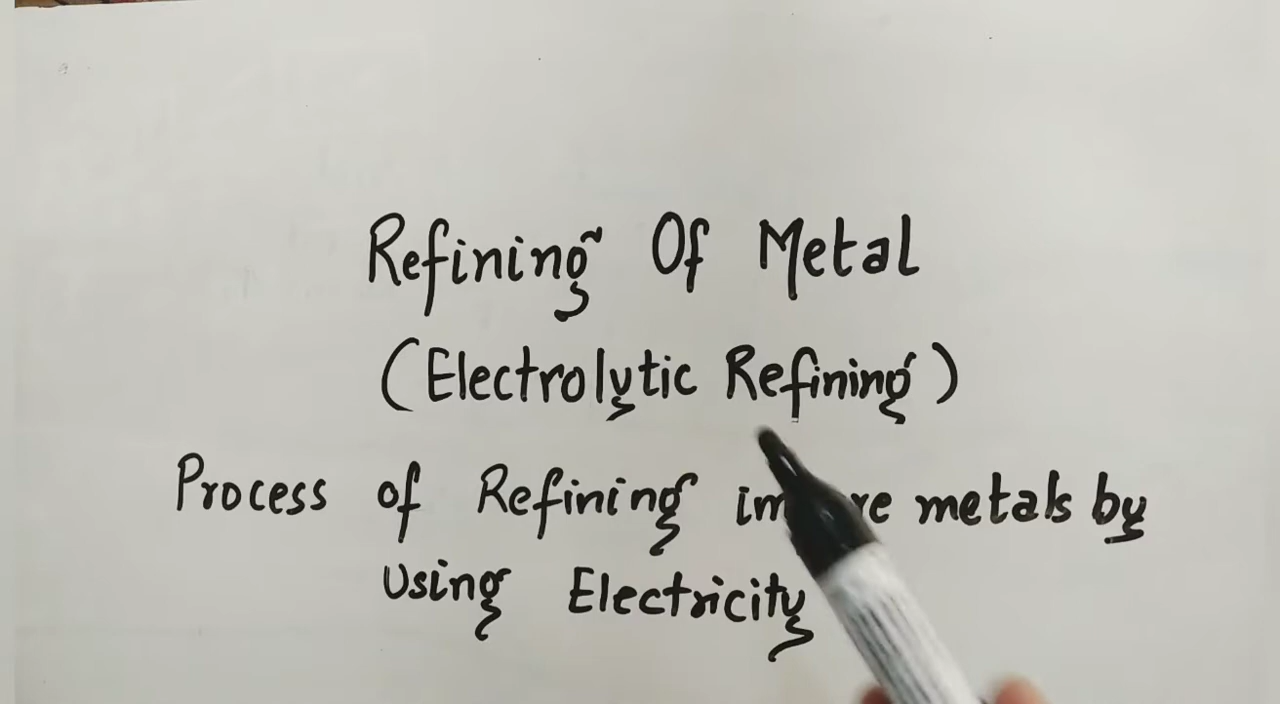 Refining Of Metal
(Electrolytic Refining)
Process of Refining metals by
Using Electricity